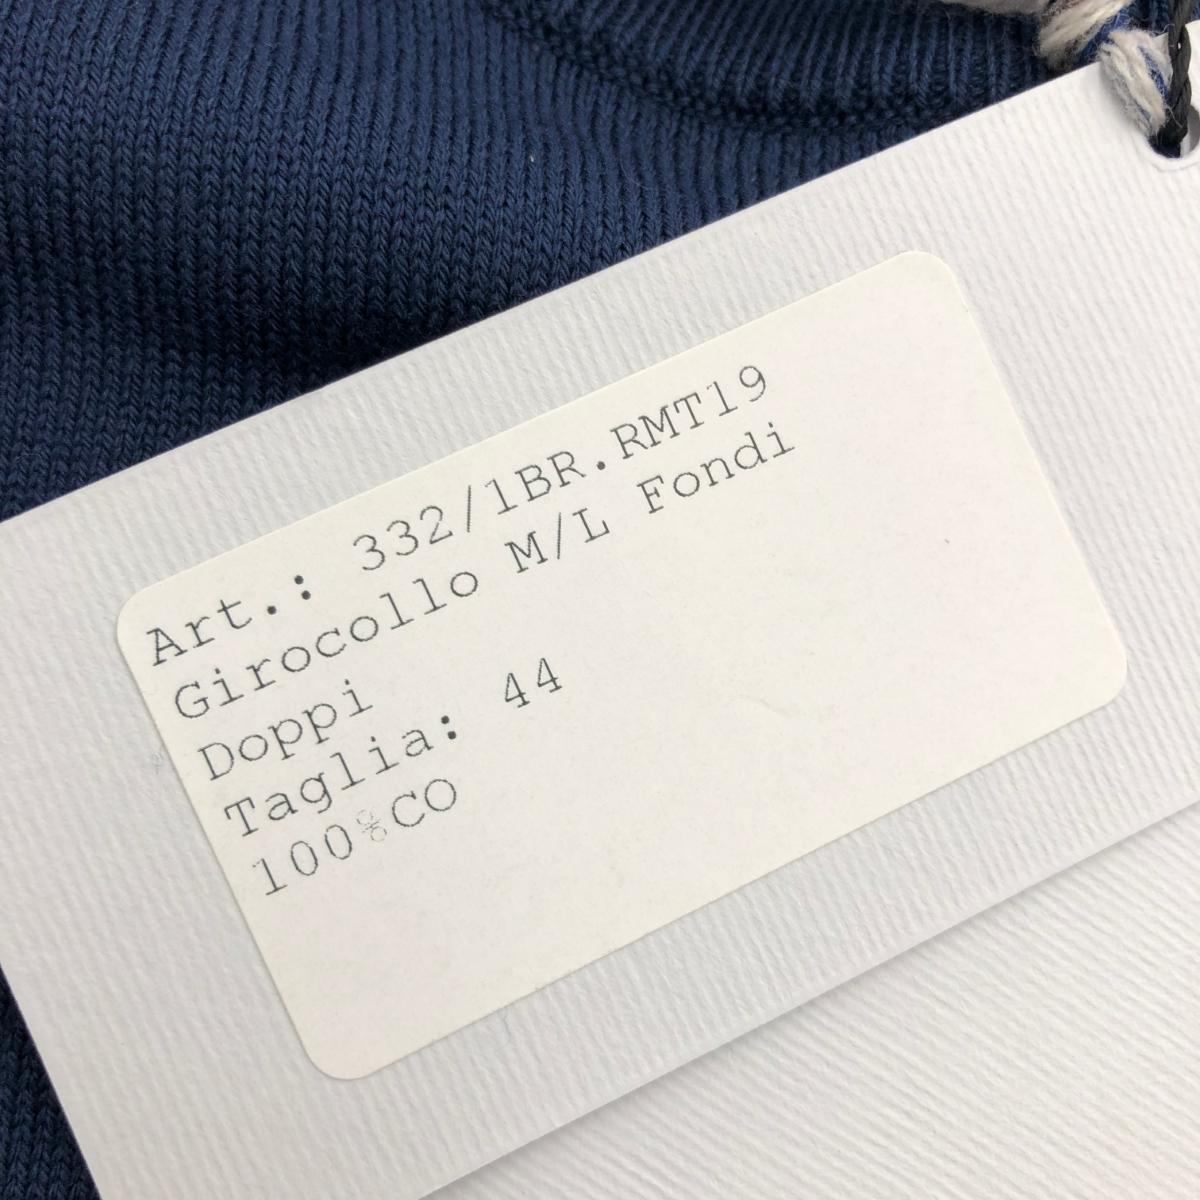 Art.: 332/1BR.RMT19
Girocollo M/L Fondi
Doppi
Taglia: 44
100%CO